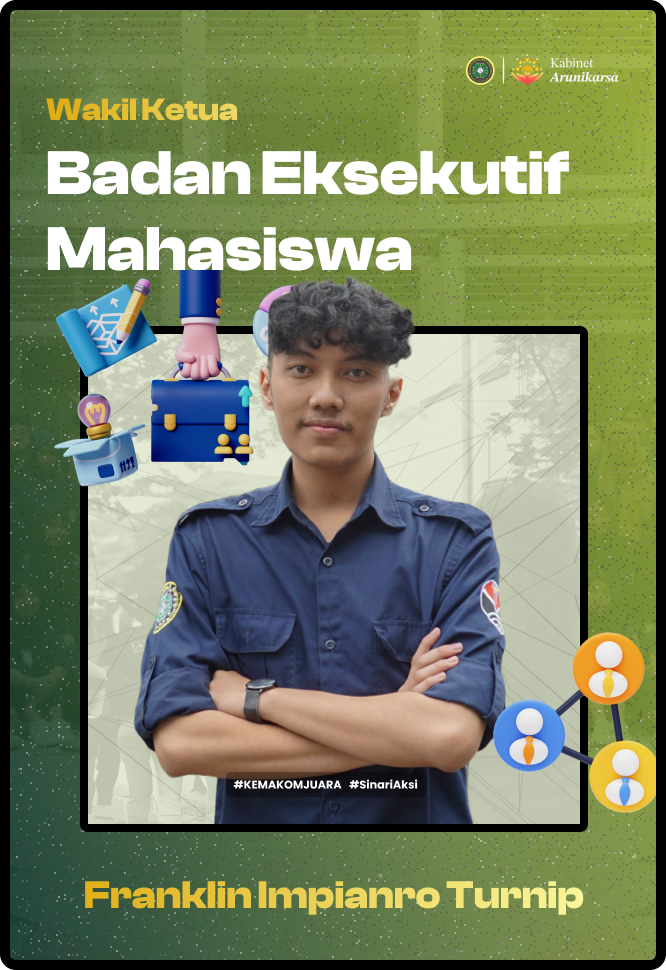 Kabinet
Arunikarsa
Wakil Ketua
Badan Eksekutif
Mahasiswa
#KEMAKOMJUARA #SinariAksi
Franklin Impianro Turnip